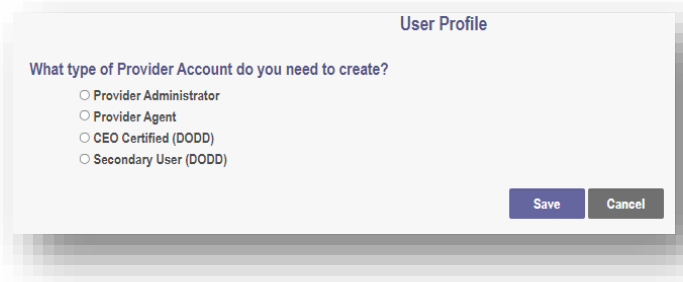 User Profile
What type of Provider Account do you need to create?
Provider Administrator
Provider Agent
CEO Certified (DODD)
Secondary User (DODD)
Save Cancel